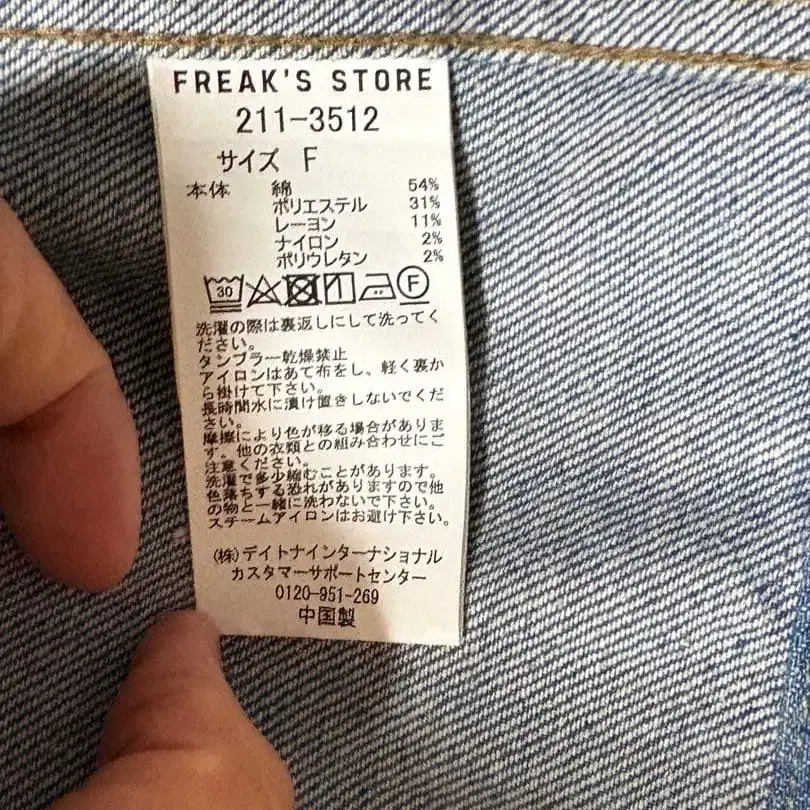 FREAK'S STORE
211-3512
サイズ F
本体 綿 54%
ポリエステル 31%
レーヨン 11%
ナイロン 2%
ポリウレタン 2%
30 F
洗濯の際は裏返しにして洗ってく
ださい。
タンブラー乾燥禁止
アイロンはあて布をし、軽く裏か
ら掛けて下さい。
長時間水に漬け置きしないでくだ
さい。
摩擦により色が移る場合がありま
す。他の衣類との組み合わせにご
注意ください。
洗濯で多少縮むことがあります。
色落ちする恐れがありますので他
の物と一緒に洗わないで下さい。
スチームアイロンはお避け下さい。
(株)デイトナインターナショナル
カスタマーサポートセンター
0120-951-269
中国製